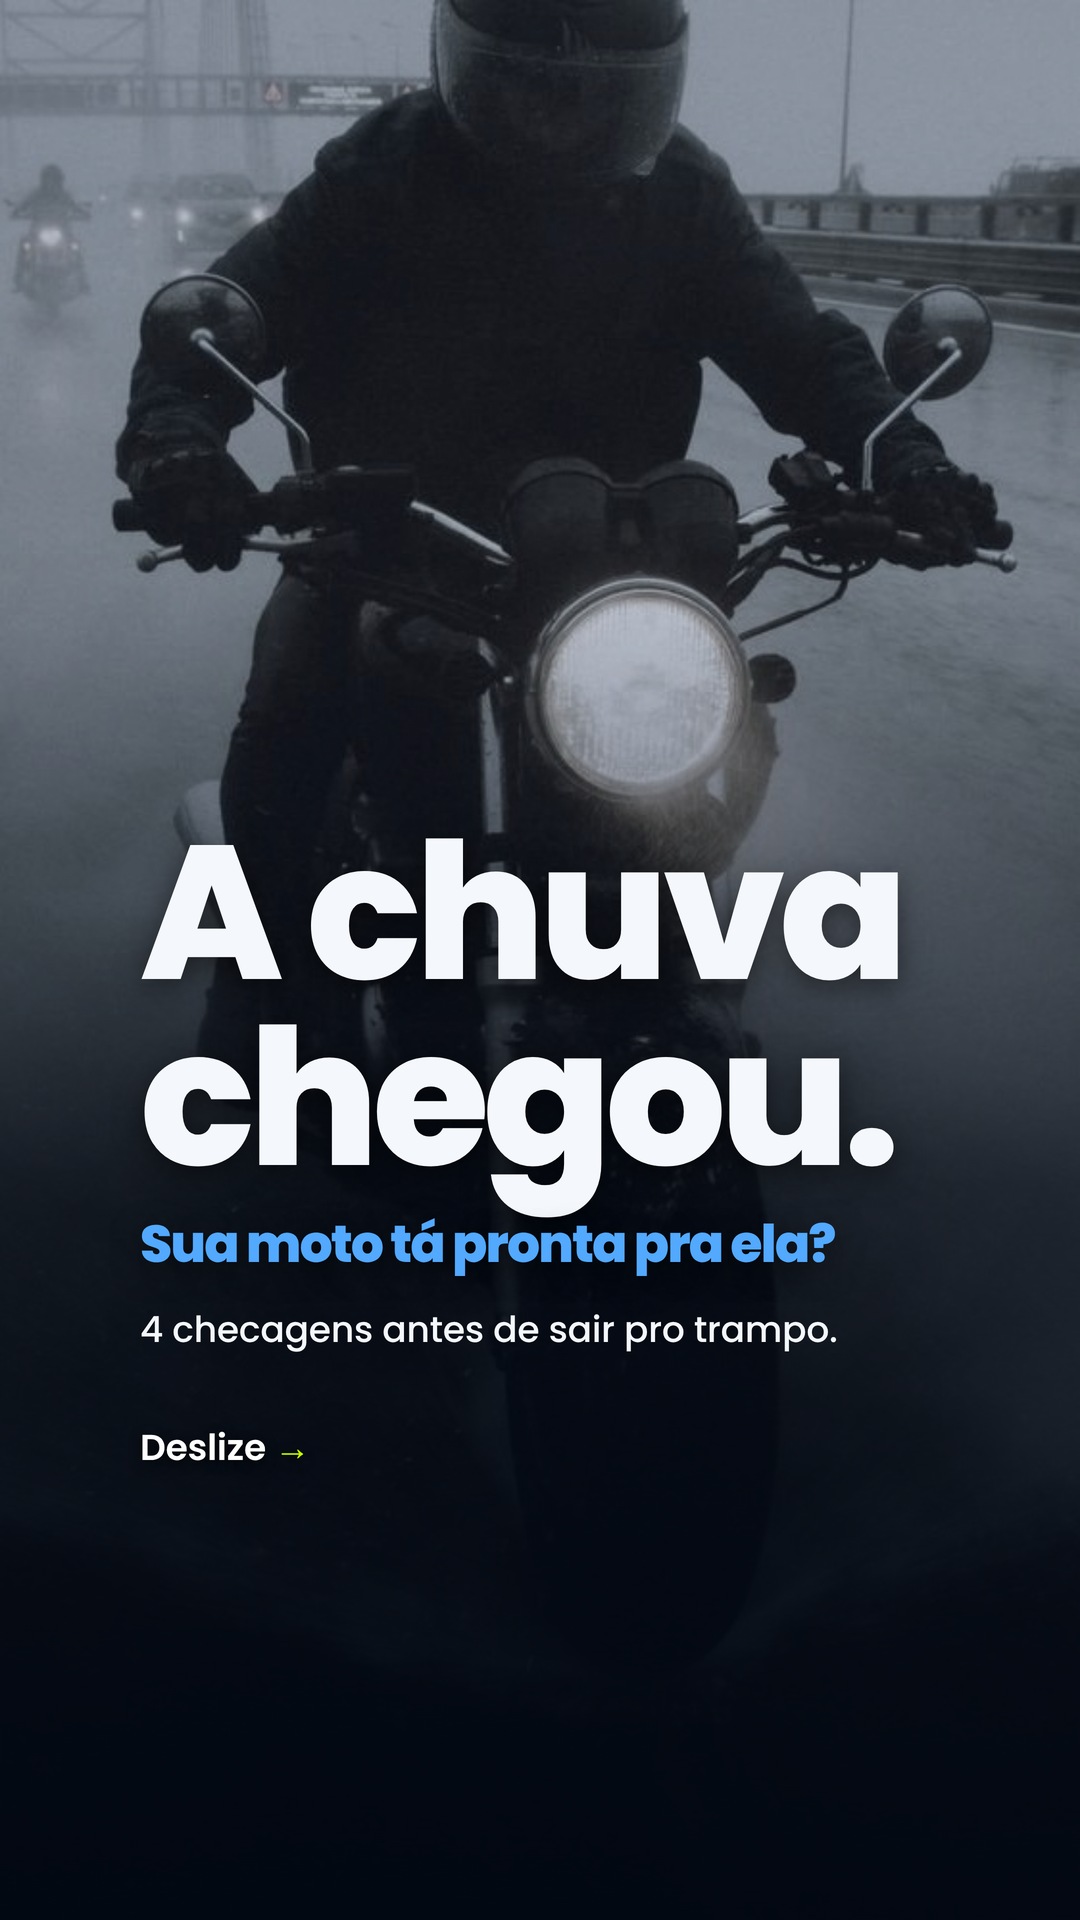 A chuva
chegou.
Sua moto tá pronta pra ela?
4 checagens antes de sair pro trampo.
Deslize →